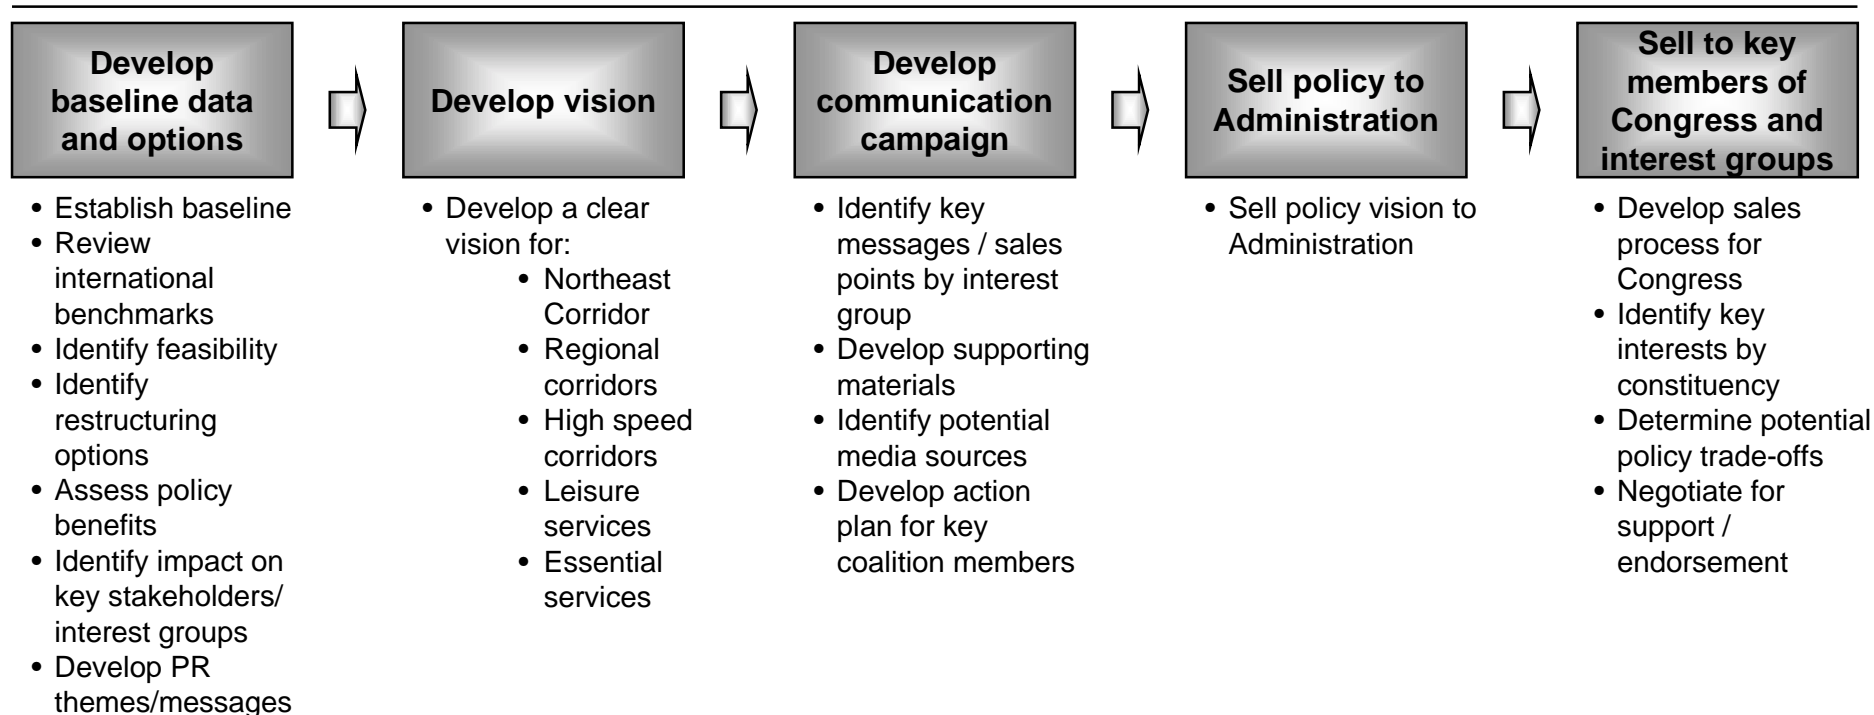 Develop
baseline data
and options
• Establish baseline
• Review
international
benchmarks
• Identify feasibility
• Identify
restructuring
options
• Assess policy
benefits
• Identify impact on
key stakeholders/
interest groups
• Develop PR
themes/messages
Develop vision
• Develop a clear
vision for:
• Northeast
Corridor
• Regional
corridors
• High speed
corridors
• Leisure
services
• Essential
services
Develop
communication
campaign
• Identify key
messages / sales
points by interest
group
• Develop supporting
materials
• Identify potential
media sources
• Develop action
plan for key
coalition members
Sell policy to
Administration
• Sell policy vision to
Administration
Sell to key
members of
Congress and
interest groups
• Develop sales
process for
Congress
• Identify key
interests by
constituency
• Determine potential
policy trade-offs
• Negotiate for
support /
endorsement